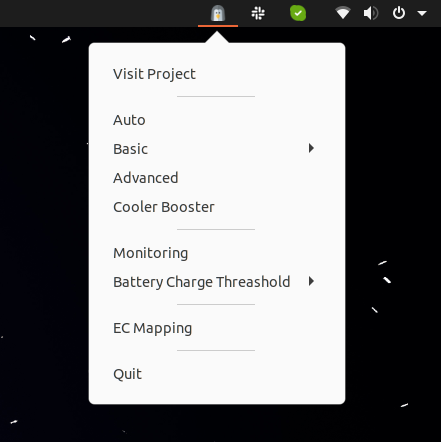 Visit Project
Auto
Basic
Advanced
Cooler Booster
Monitoring
Battery Charge Threashold
EC Mapping
Quit